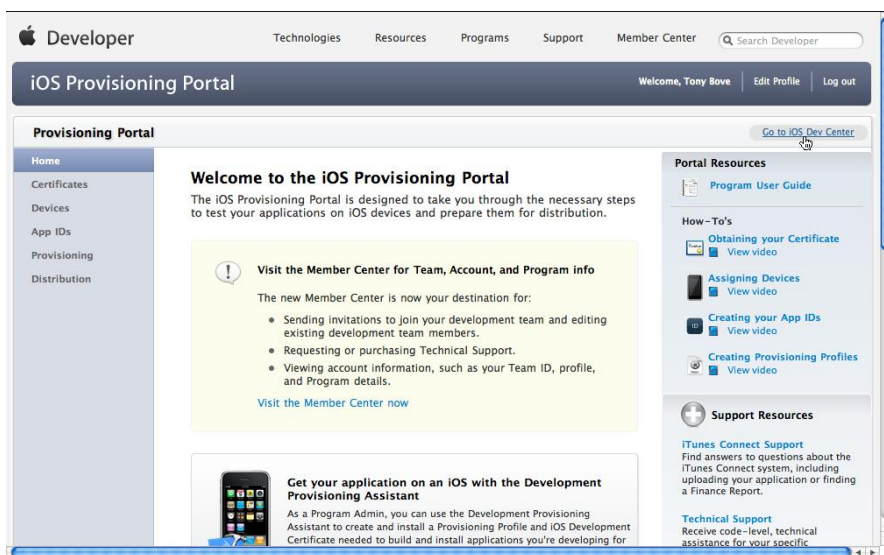 Developer
Technologies Resources Programs Support Member Center Search Developer
iOS Provisioning Portal
Welcome, Tony Bove Edit Profile Log out
Provisioning Portal
Go to iOS Dev Center
Home
Certificates
Devices
App IDs
Provisioning
Distribution
Welcome to the iOS Provisioning Portal
The iOS Provisioning Portal is designed to take you through the necessary steps
to test your applications on iOS devices and prepare them for distribution.
Visit the Member Center for Team, Account, and Program info
The new Member Center is now your destination for:
Sending invitations to join your development team and editing
existing development team members.
Requesting or purchasing Technical Support.
Viewing account information, such as your Team ID, profile,
and Program details.
Visit the Member Center now
Get your application on an iOS with the Development
Provisioning Assistant
As a Program Admin, you can use the Development Provisioning
Assistant to create and install a Provisioning Profile and iOS Development
Certificate needed to build and install applications you're developing for
Portal Resources
Program User Guide
How-To's
Obtaining your Certificate
View video
Assigning Devices
View video
Creating your App IDs
View video
Creating Provisioning Profiles
View video
Support Resources
iTunes Connect Support
Find answers to questions about the
iTunes Connect system, including
uploading your application or finding
a Finance Report.
Technical Support
Receive code-level, technical
assistance for your specific